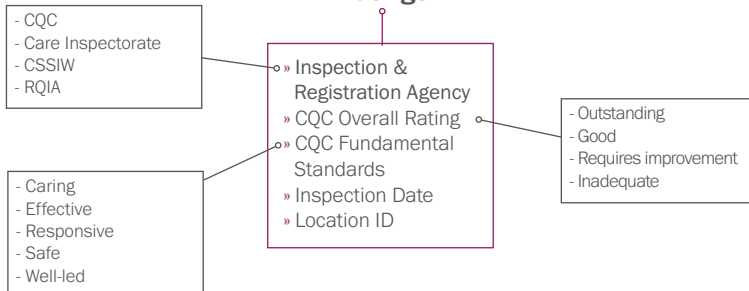 - CQC
- Care Inspectorate
- CSSIW
- RQIA
» Inspection &
Registration Agency
» CQC Overall Rating
» CQC Fundamental
Standards
» Inspection Date
» Location ID
- Outstanding
- Good
- Requires improvement
- Inadequate
- Caring
- Effective
- Responsive
- Safe
- Well-led